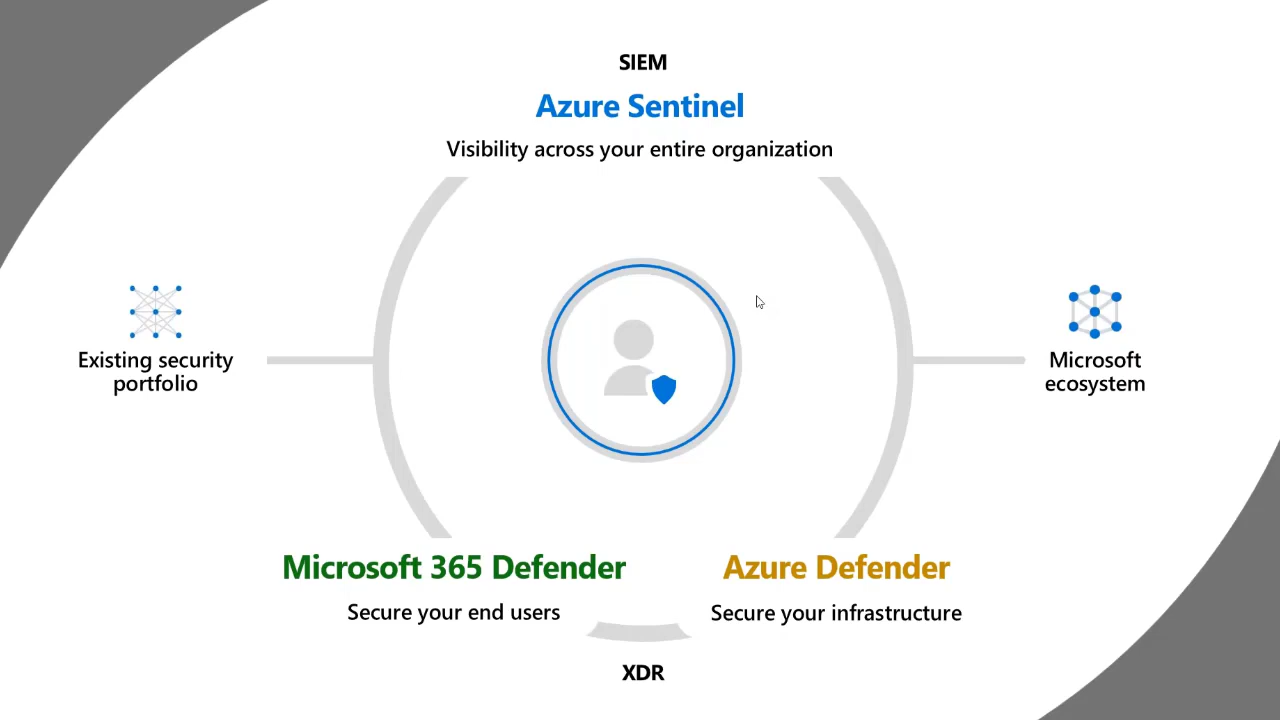 SIEM
Azure Sentinel
Visibility across your entire organization
Existing security
portfolio
Microsoft
ecosystem
Microsoft 365 Defender
Secure your end users
Azure Defender
Secure your infrastructure
XDR